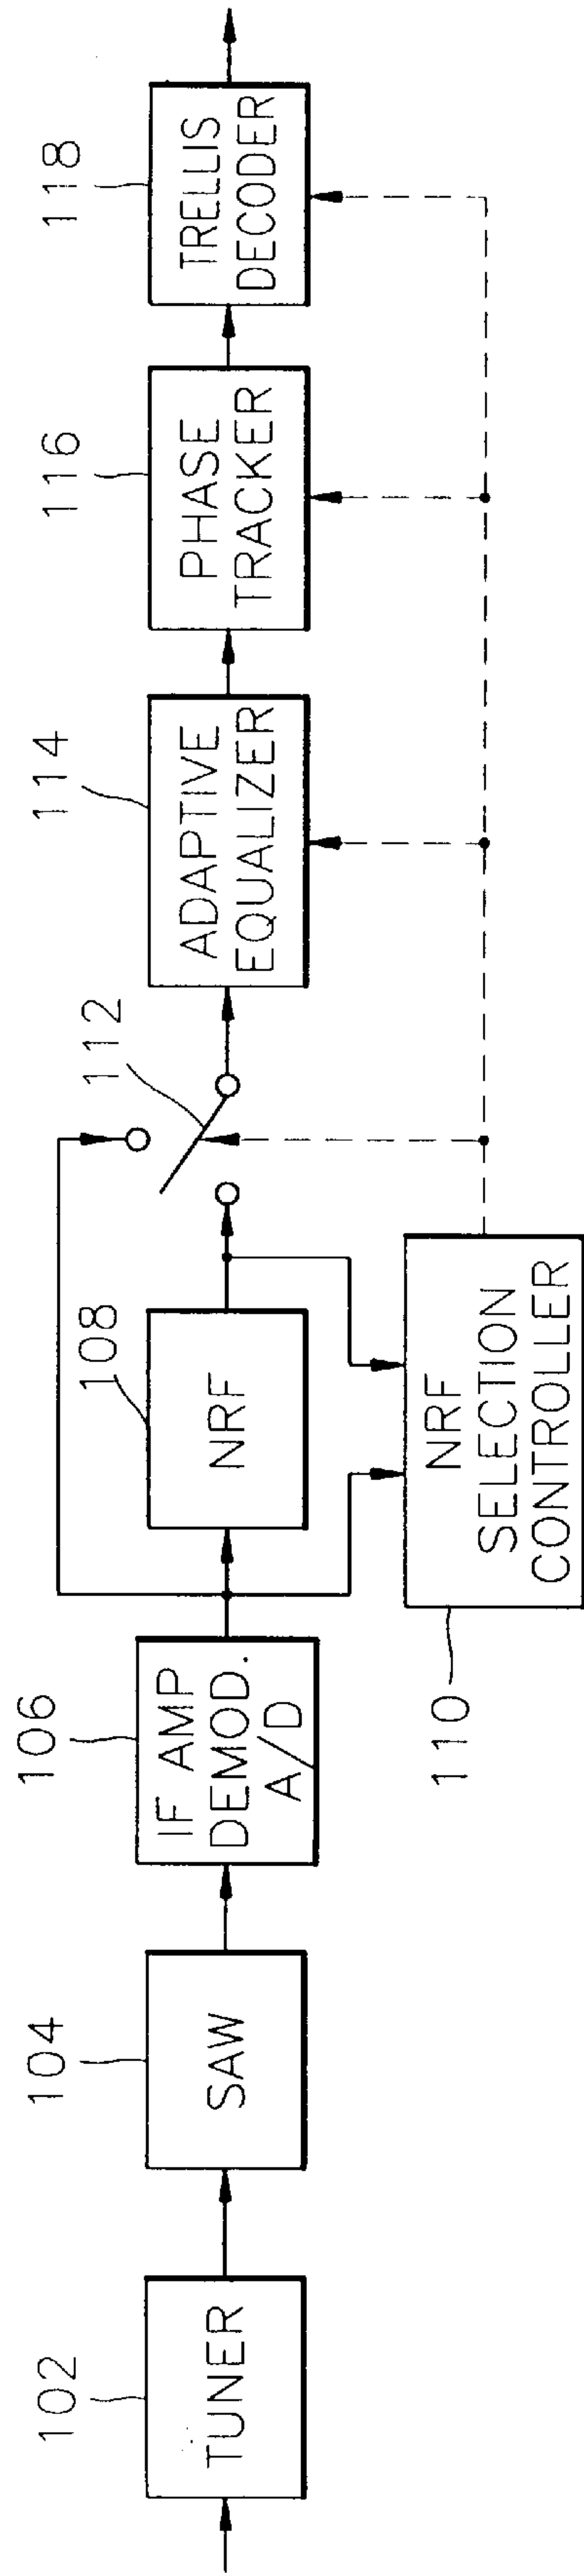 102
TUNER
104
SAW
106
IF AMP
DEMOD.
A/D
108
NRF
110
NRF
SELECTION
CONTROLLER
112
114
ADAPTIVE
EQUALIZER
116
PHASE
TRACKER
118
TRELLIS
DECODER